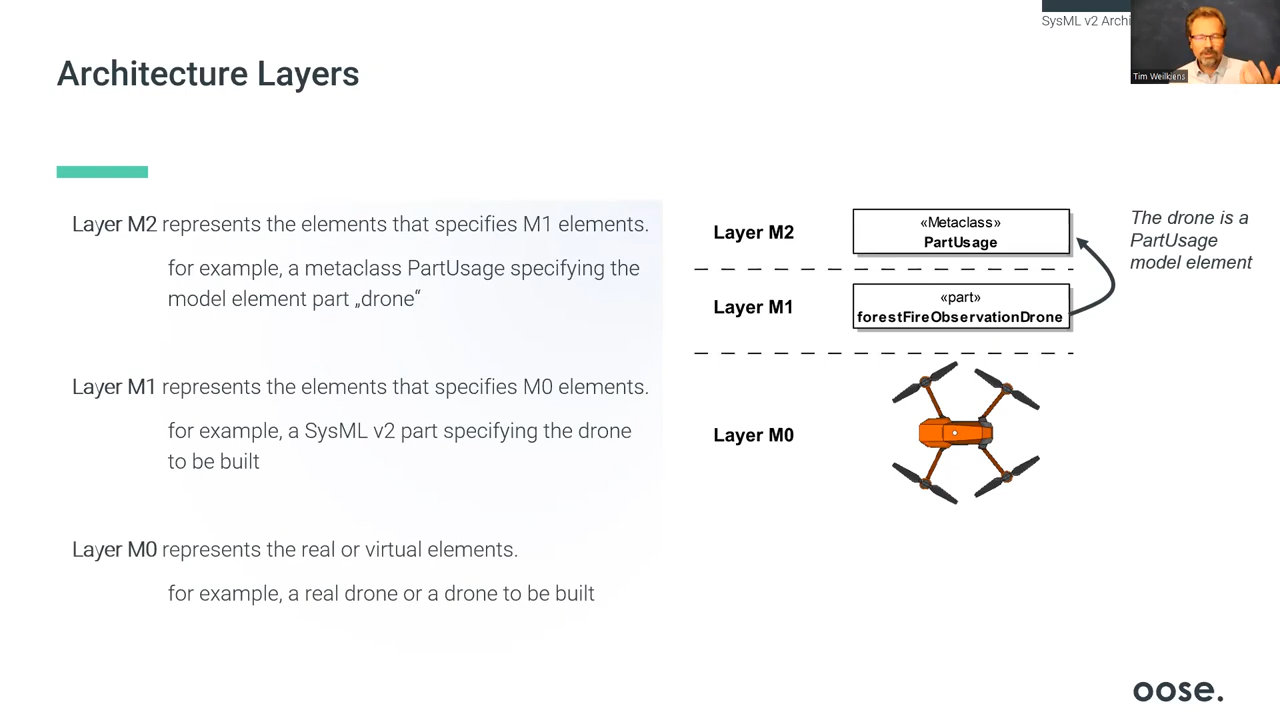 SysML v2 Archi
Tim Weilkiens
Architecture Layers
Layer M2 represents the elements that specifies M1 elements.
for example, a metaclass PartUsage specifying the
model element part „drone“
Layer M1 represents the elements that specifies M0 elements.
for example, a SysML v2 part specifying the drone
to be built
Layer M0 represents the real or virtual elements.
for example, a real drone or a drone to be built
Layer M2
«Metaclass»
PartUsage
The drone is a
PartUsage
model element
Layer M1
«part»
forestFireObservationDrone
Layer M0
oose.